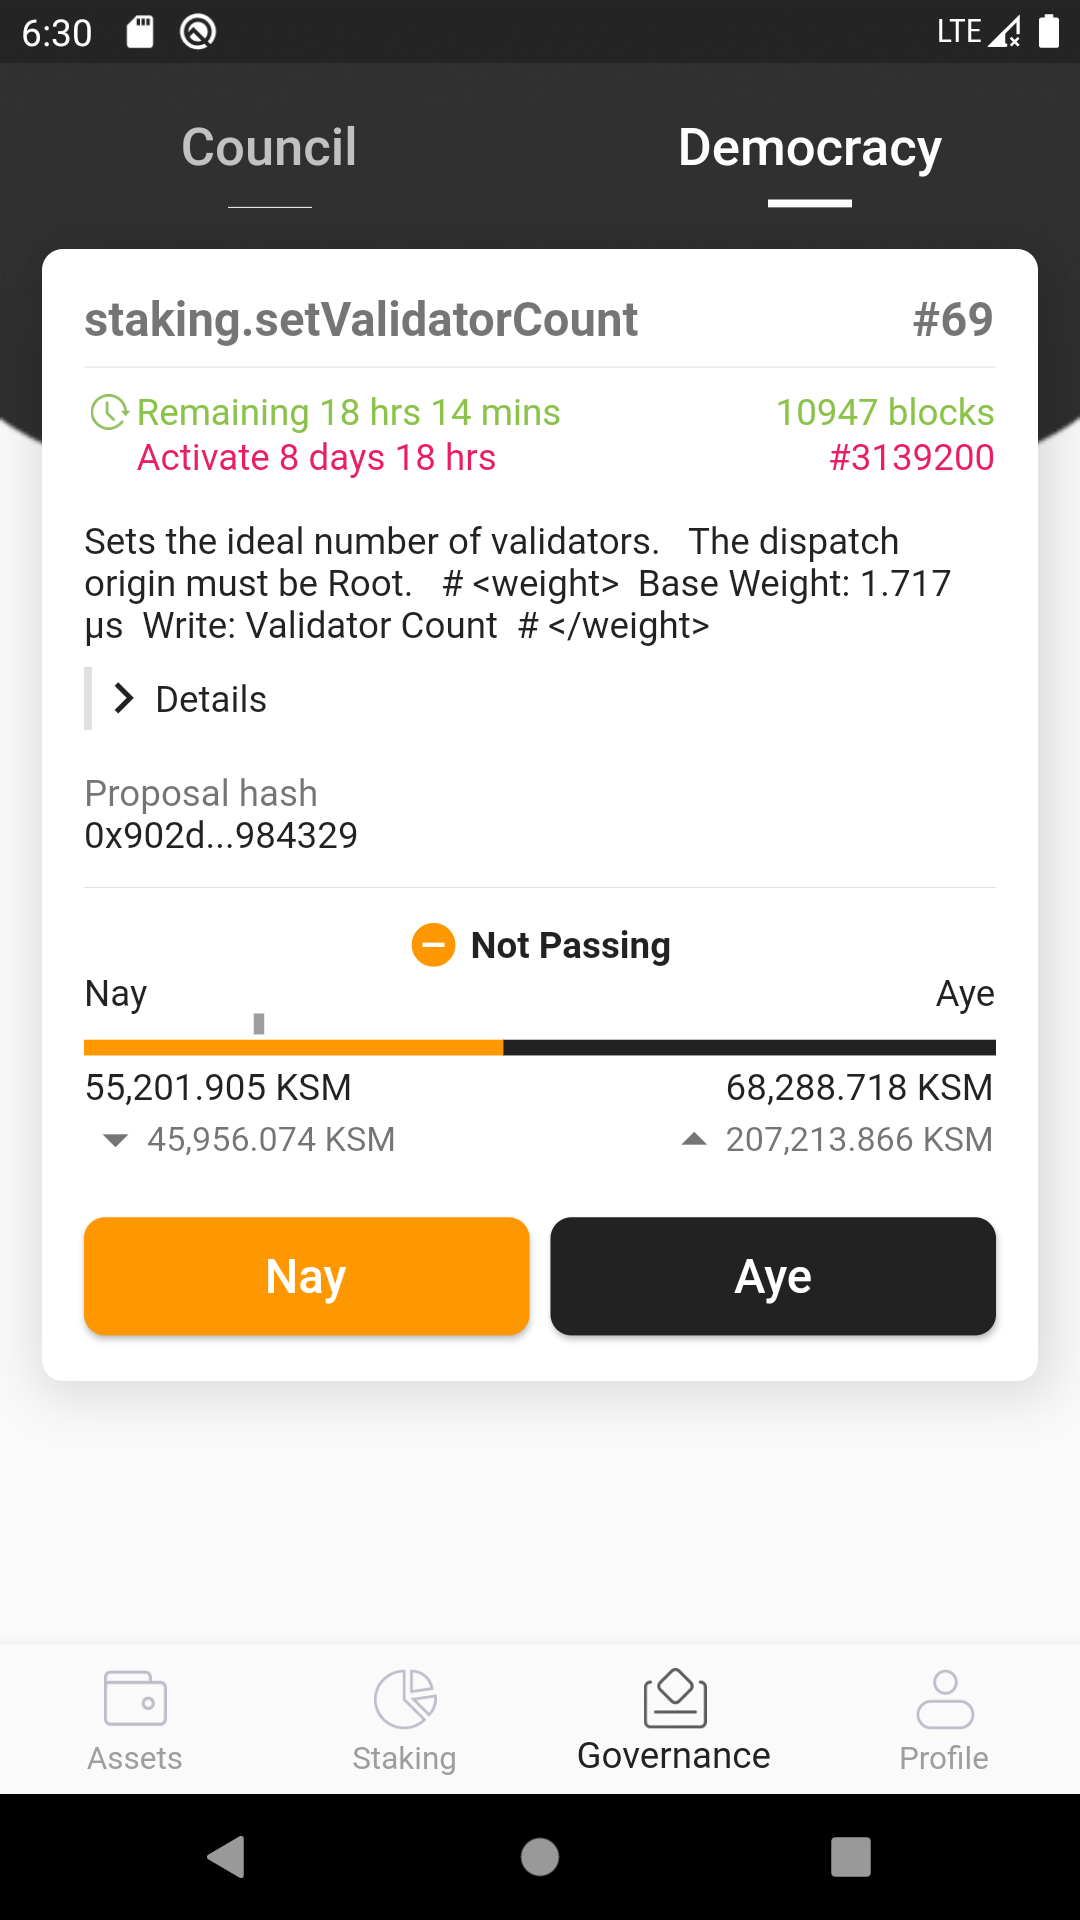 6:30 LTE
Council Democracy
staking.setValidatorCount #69
Remaining 18 hrs 14 mins 10947 blocks
Activate 8 days 18 hrs #3139200
Sets the ideal number of validators.   The dispatch
origin must be Root.   # <weight>  Base Weight: 1.717
µs  Write: Validator Count  # </weight>
Details
Proposal hash
0x902d...984329
Not Passing
Nay Aye
55,201.905 KSM 68,288.718 KSM
45,956.074 KSM 207,213.866 KSM
Nay Aye
Assets Staking Governance Profile